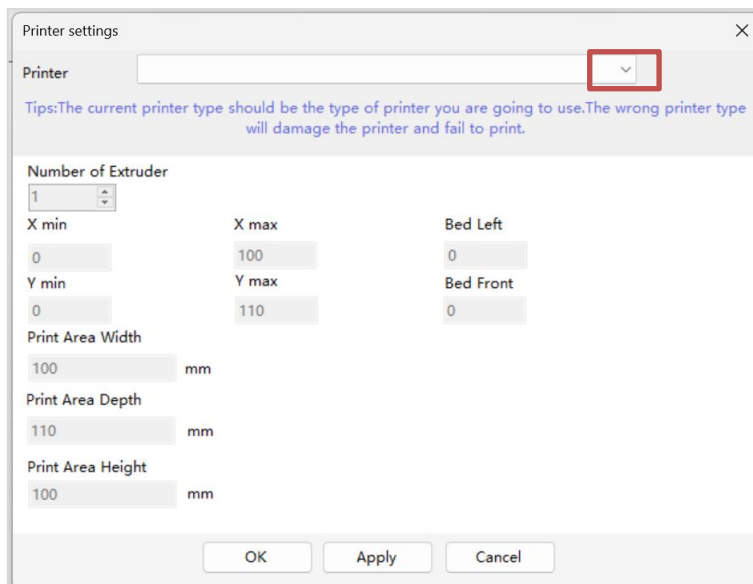 Printer settings
Printer
Tips:The current printer type should be the type of printer you are going to use.The wrong printer type
will damage the printer and fail to print.
Number of Extruder
1
X min X max Bed Left
0 100 0
Y min Y max Bed Front
0 110 0
Print Area Width
100 mm
Print Area Depth
110 mm
Print Area Height
100 mm
OK Apply Cancel